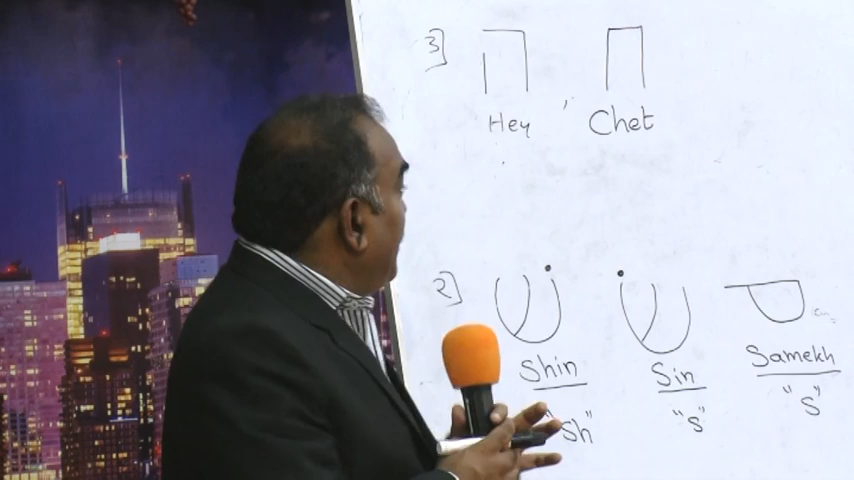 3] ה ח
Hey , Chet
2] שׁ שׂ ס
Shin Sin Samekh
"sh" "s" "s"